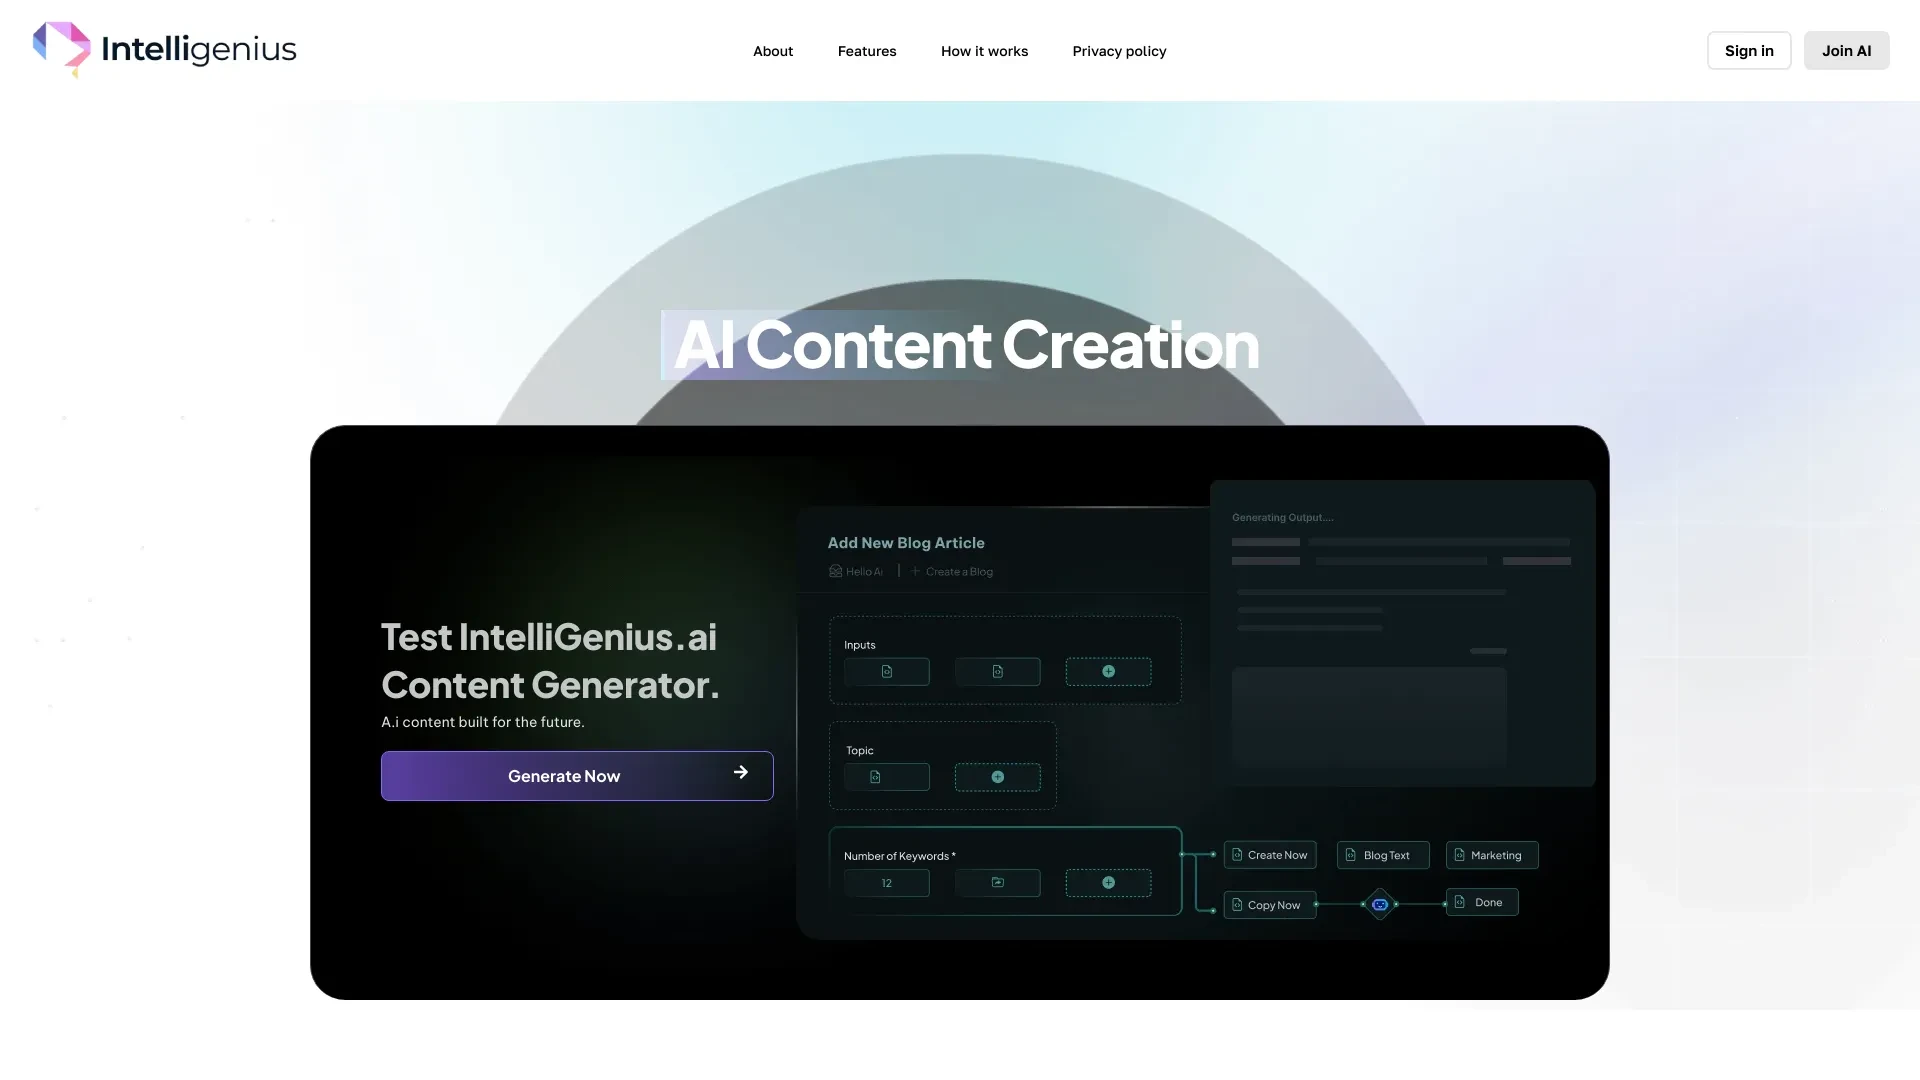 Intelligenius
About
Features
How it works
Privacy policy
Sign in
Join AI
AI Content Creation
Test IntelliGenius.ai
Content Generator.
A.i content built for the future.
Generate Now
Add New Blog Article
Hello Ai
Create a Blog
Inputs
Topic
Number of Keywords *
12
Generating Output....
Create Now
Blog Text
Marketing
Copy Now
Done